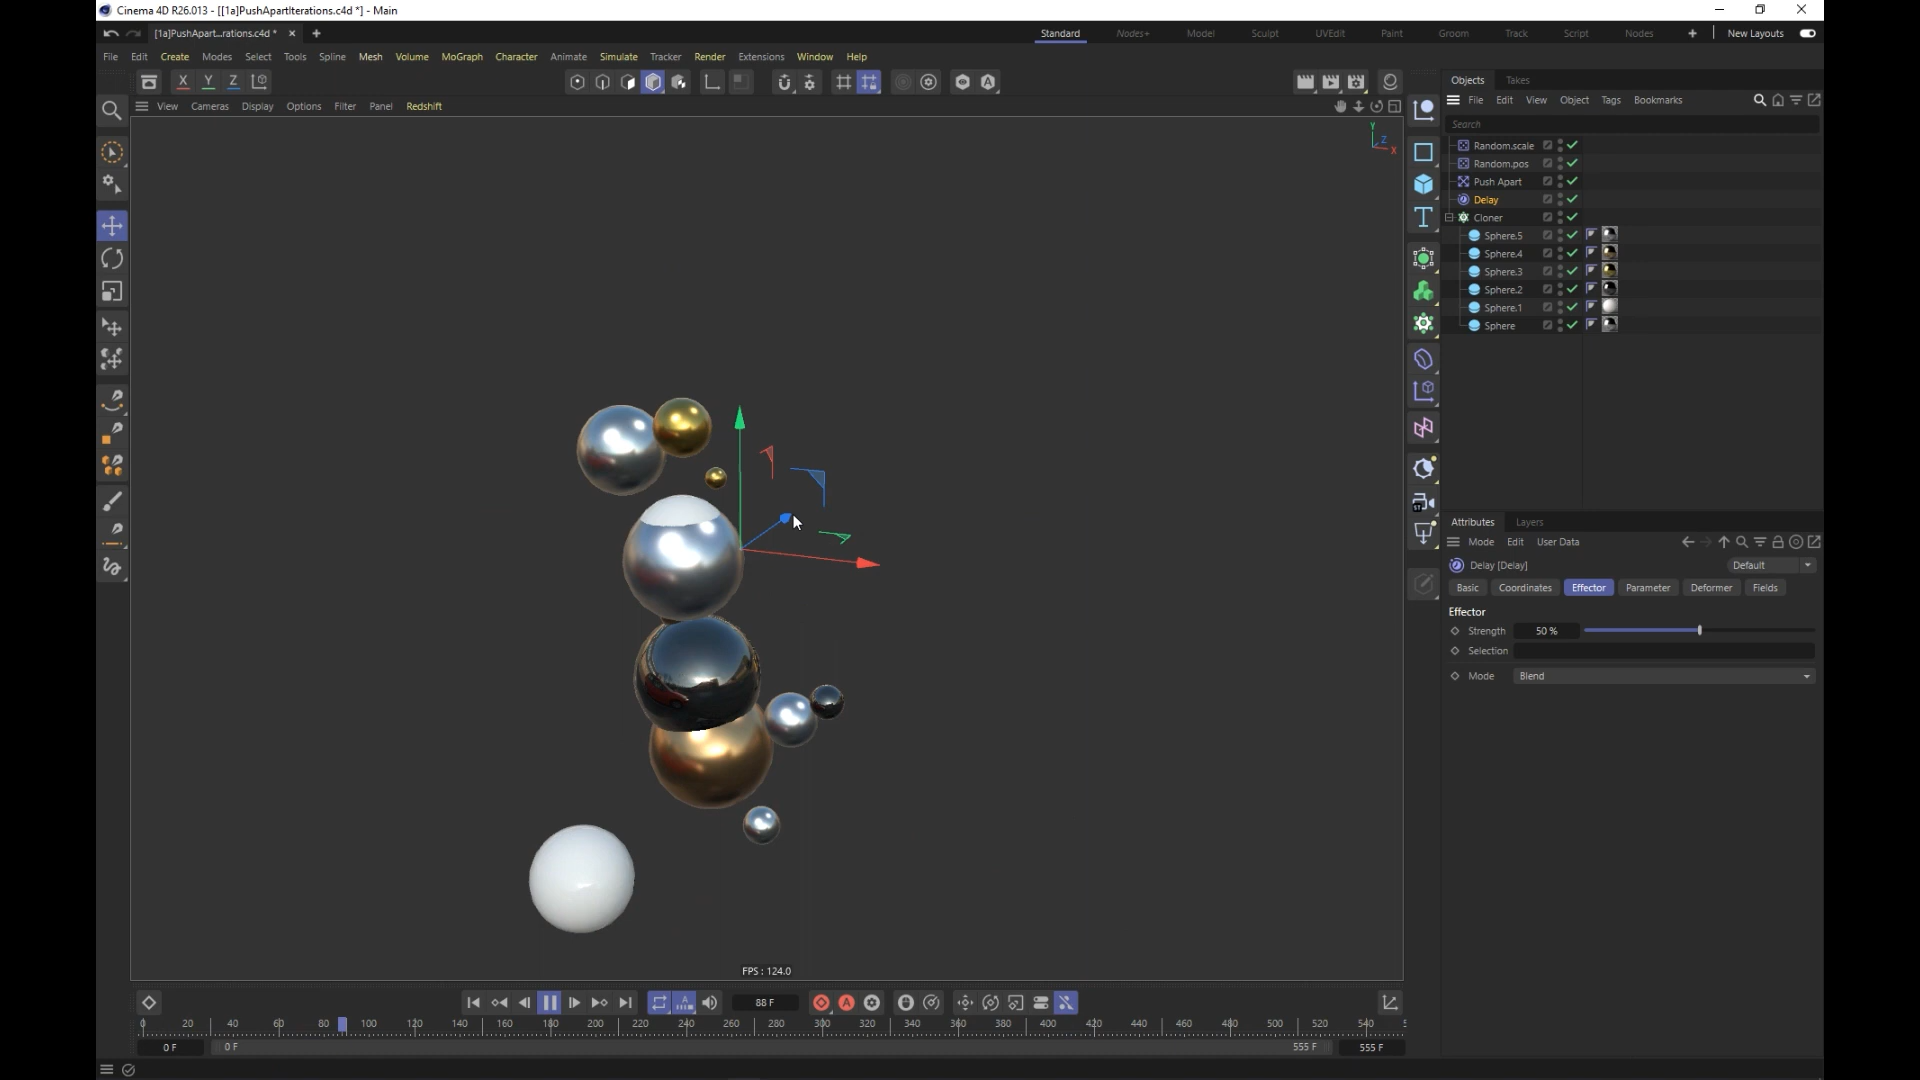 Cinema 4D R26.013 - [[1a]PushApartIterations.c4d *] - Main
[1a]PushApart...rations.c4d *
Standard Nodes+ Model Sculpt UVEdit Paint Groom Track Script Nodes New Layouts
File Edit Create Modes Select Tools Spline Mesh Volume MoGraph Character Animate Simulate Tracker Render Extensions Window Help
X Y Z
Objects Takes
View Cameras Display Options Filter Panel Redshift
File Edit View Object Tags Bookmarks
Search
Y
Z
X
Random.scale
Random.pos
Push Apart
Delay
Cloner
Sphere.5
Sphere.4
Sphere.3
Sphere.2
Sphere.1
Sphere
Attributes Layers
Mode Edit User Data
Delay [Delay] Default
Basic Coordinates Effector Parameter Deformer Fields
Effector
Strength 50 %
Selection
Mode Blend
FPS : 124.0
88 F
0 20 40 60 80 100 120 140 160 180 200 220 240 260 280 300 320 340 360 380 400 420 440 460 480 500 520 540
0 F 0 F 555 F 555 F